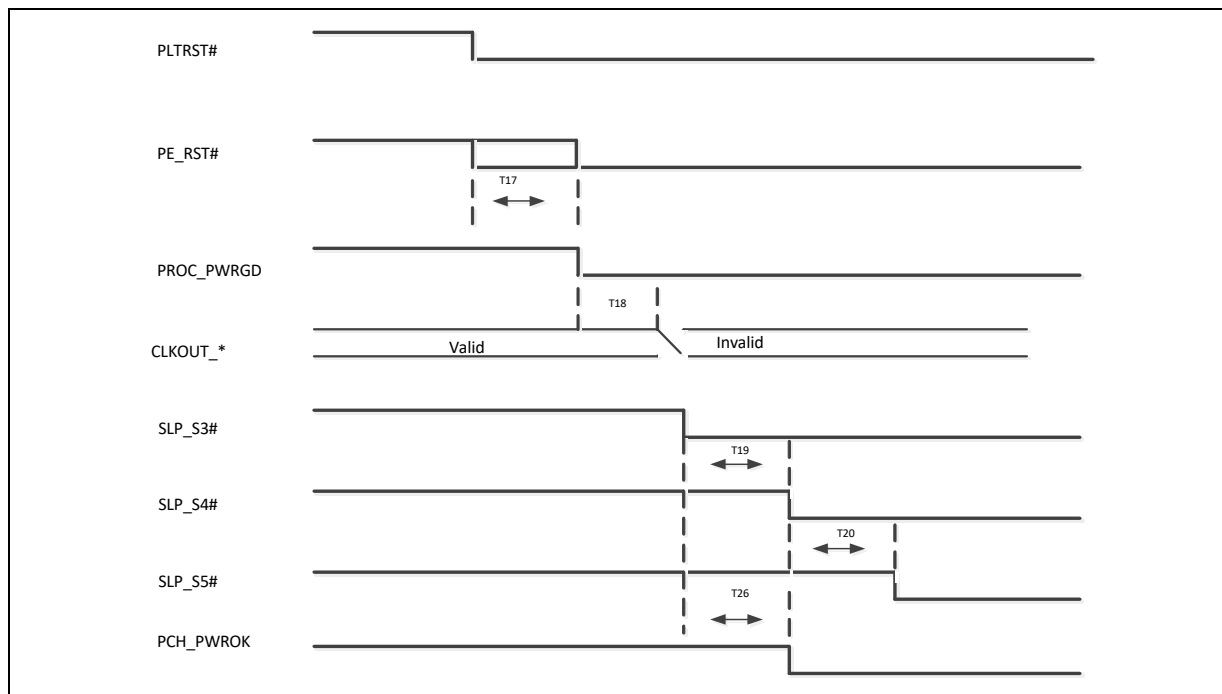 PLTRST#
PE_RST#
T17
PROC_PWRGD
T18
CLKOUT_*
Valid
Invalid
SLP_S3#
T19
SLP_S4#
T20
SLP_S5#
T26
PCH_PWROK